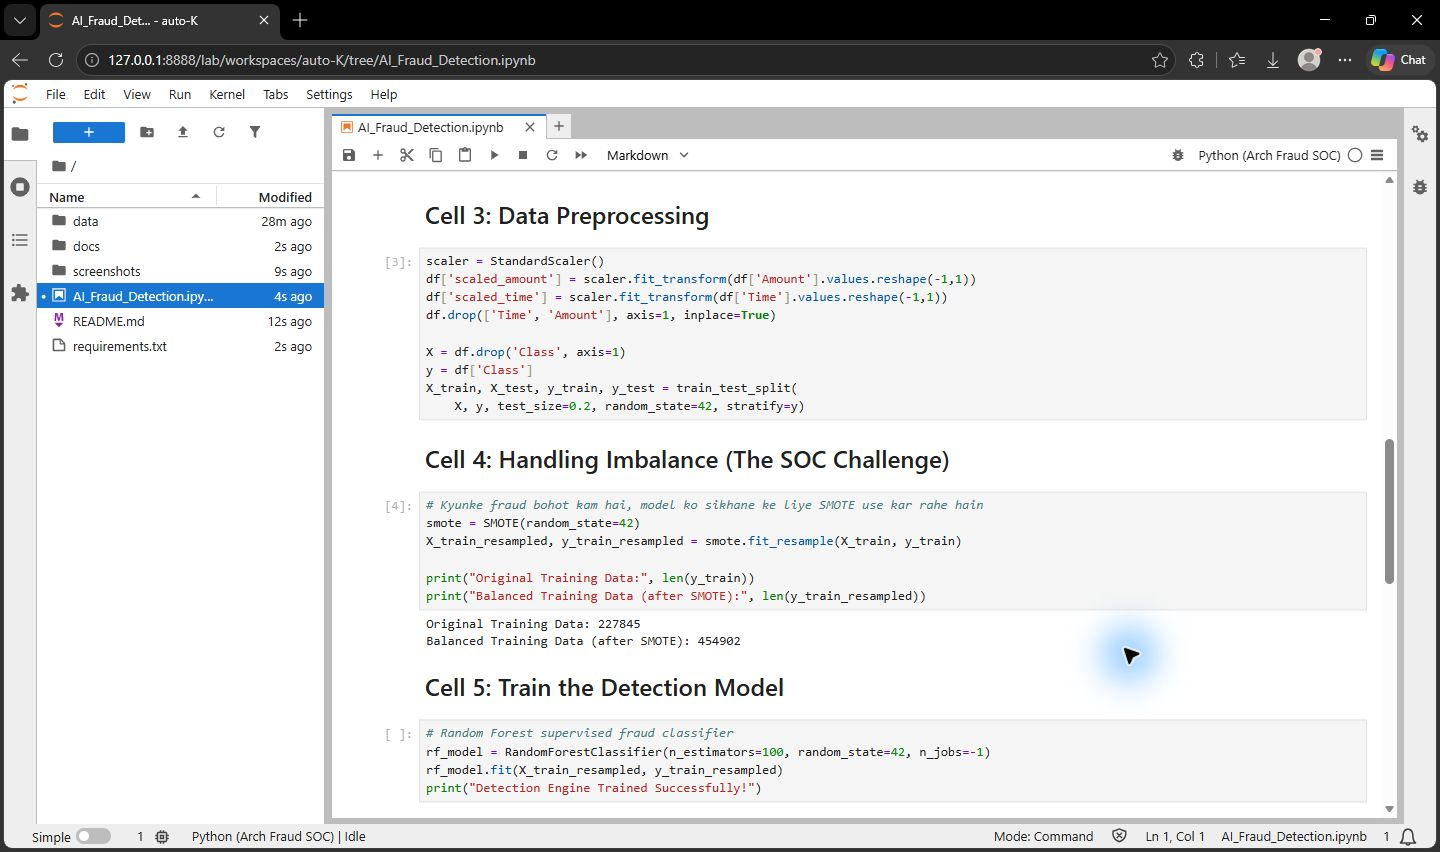 AI_Fraud_Det... - auto-K
127.0.0.1:8888/lab/workspaces/auto-K/tree/AI_Fraud_Detection.ipynb
Chat
File Edit View Run Kernel Tabs Settings Help
AI_Fraud_Detection.ipynb
Markdown
Python (Arch Fraud SOC)
/
Name Modified
data 28m ago
docs 2s ago
screenshots 9s ago
AI_Fraud_Detection.ipy... 4s ago
README.md 12s ago
requirements.txt 2s ago
Cell 3: Data Preprocessing
[3]: scaler = StandardScaler()
df['scaled_amount'] = scaler.fit_transform(df['Amount'].values.reshape(-1,1))
df['scaled_time'] = scaler.fit_transform(df['Time'].values.reshape(-1,1))
df.drop(['Time', 'Amount'], axis=1, inplace=True)
X = df.drop('Class', axis=1)
y = df['Class']
X_train, X_test, y_train, y_test = train_test_split(
X, y, test_size=0.2, random_state=42, stratify=y)
Cell 4: Handling Imbalance (The SOC Challenge)
[4]: # Kyunke fraud bohot kam hai, model ko sikhane ke liye SMOTE use kar rahe hain
smote = SMOTE(random_state=42)
X_train_resampled, y_train_resampled = smote.fit_resample(X_train, y_train)
print("Original Training Data:", len(y_train))
print("Balanced Training Data (after SMOTE):", len(y_train_resampled))
Original Training Data: 227845
Balanced Training Data (after SMOTE): 454902
Cell 5: Train the Detection Model
[ ]: # Random Forest supervised fraud classifier
rf_model = RandomForestClassifier(n_estimators=100, random_state=42, n_jobs=-1)
rf_model.fit(X_train_resampled, y_train_resampled)
print("Detection Engine Trained Successfully!")
Simple 1 Python (Arch Fraud SOC) | Idle Mode: Command Ln 1, Col 1 AI_Fraud_Detection.ipynb 1